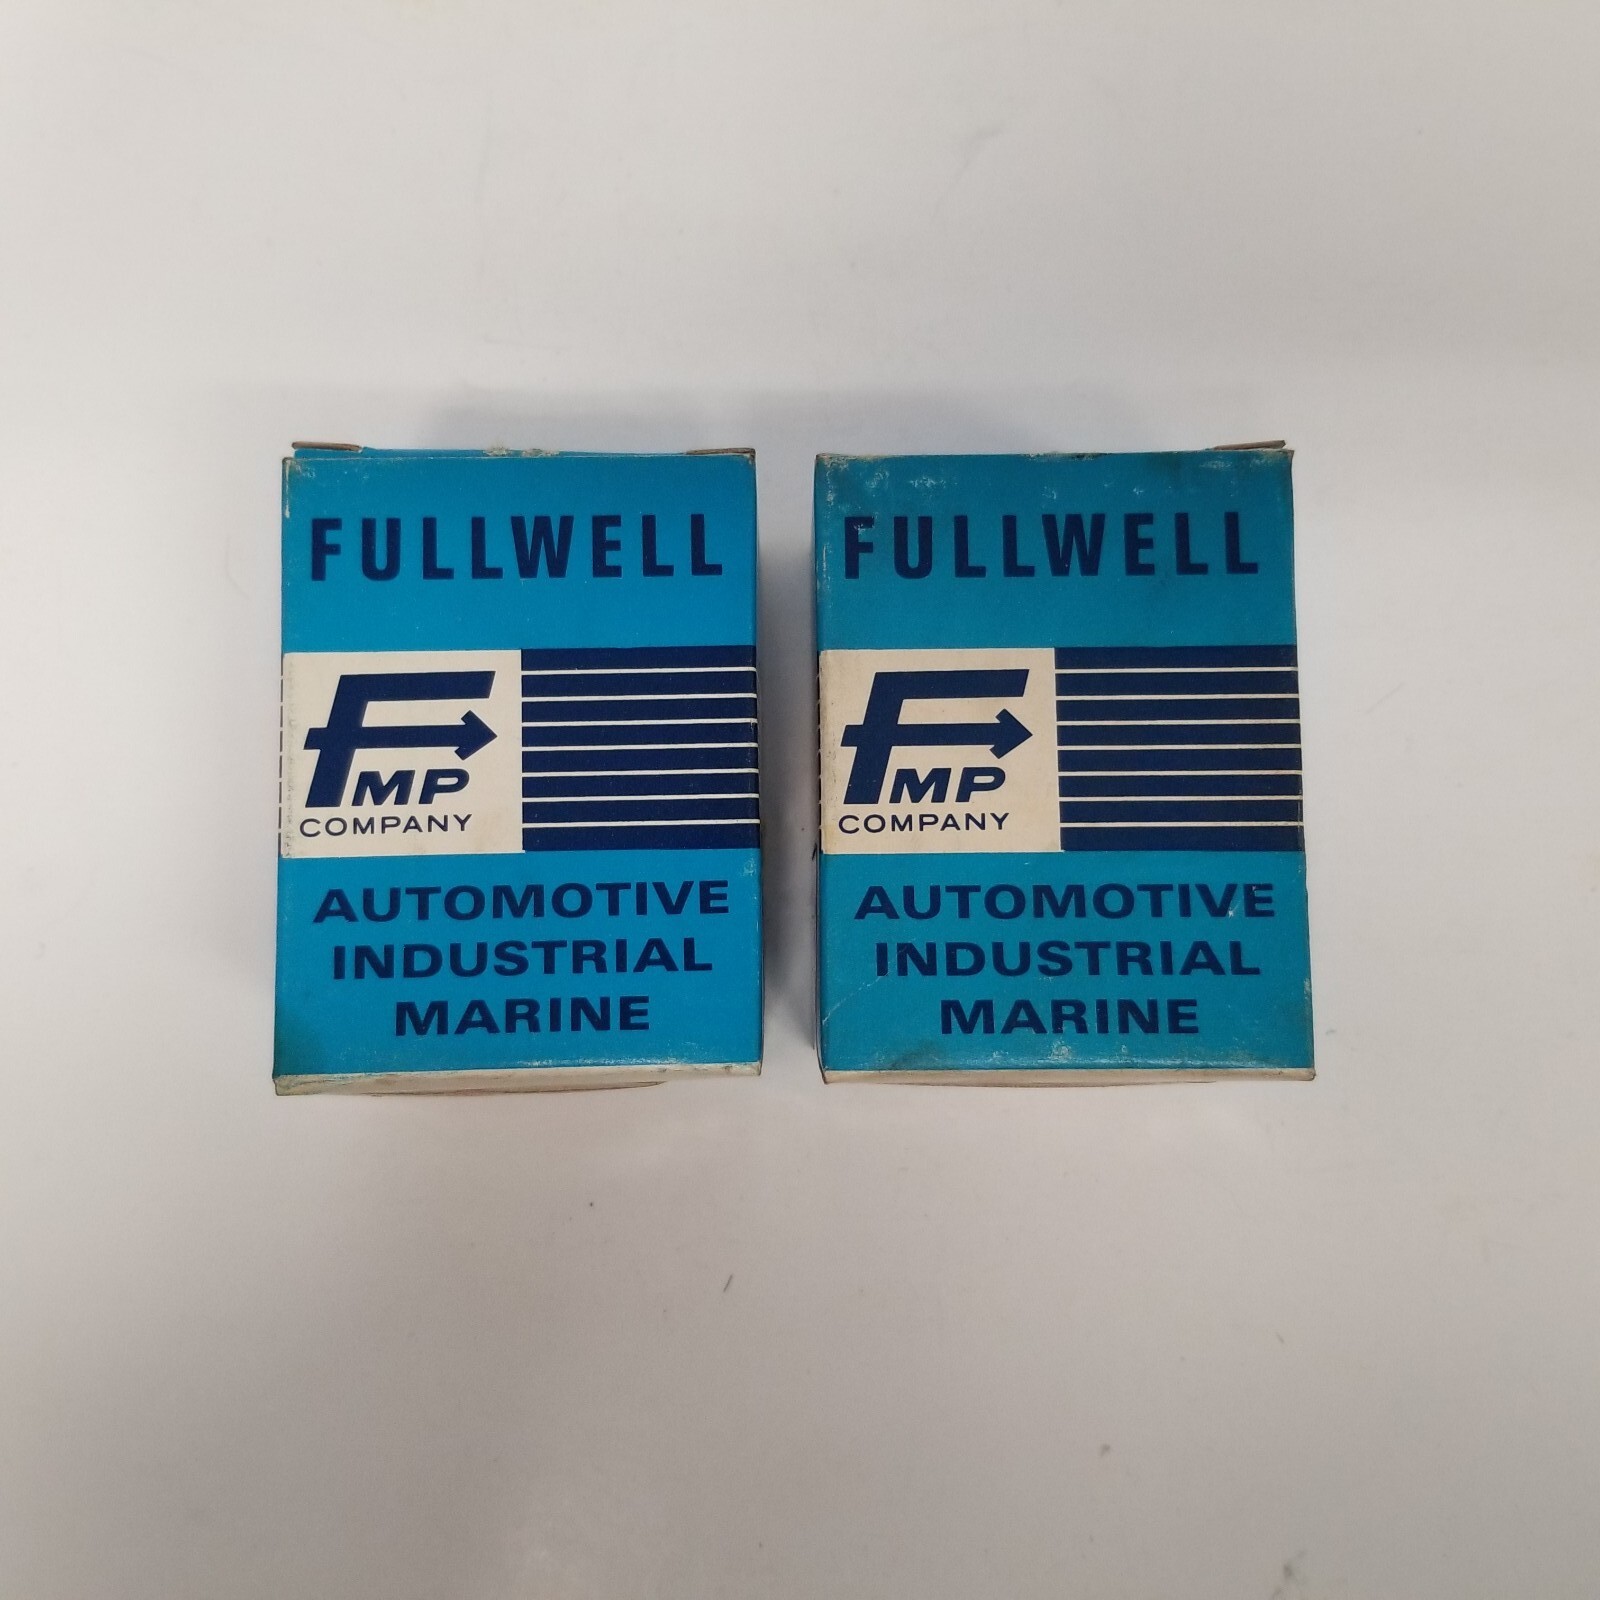 FULLWELL
FMP
COMPANY
AUTOMOTIVE
INDUSTRIAL
MARINE
FULLWELL
FMP
COMPANY
AUTOMOTIVE
INDUSTRIAL
MARINE